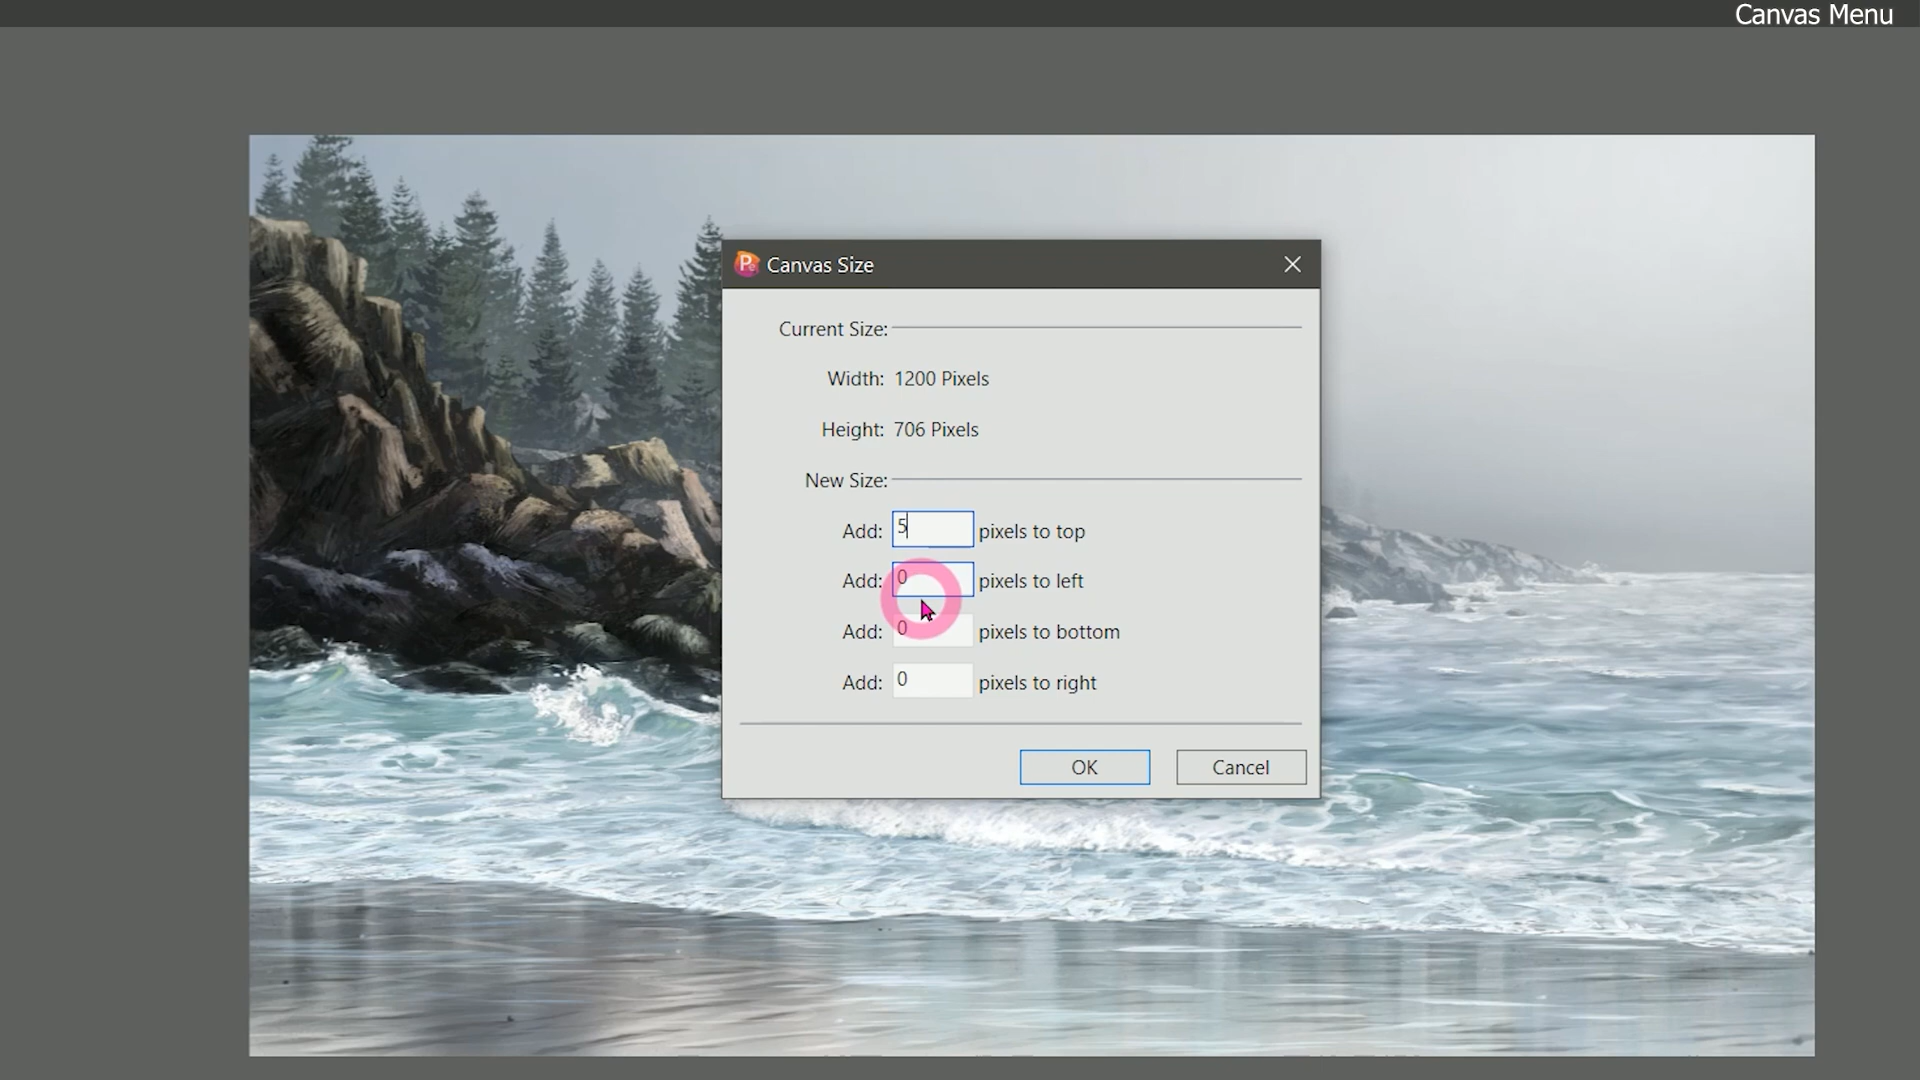 Canvas Menu
Canvas Size
Current Size:
Width: 1200 Pixels
Height: 706 Pixels
New Size:
Add: 5 pixels to top
Add: 0 pixels to left
Add: 0 pixels to bottom
Add: 0 pixels to right
OK Cancel